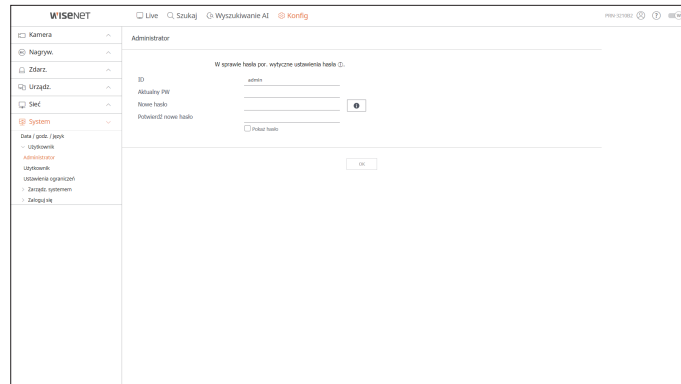 WISENET
Live Szukaj Wyszukiwanie AI Konfig
Kamera
Nagryw.
Zdarz.
Urządz.
Sieć
System
Data / godz. / język
Użytkownik
Administrator
Użytkownik
Ustawienia ograniczeń
Zarządz. systemem
Zaloguj się
Administrator
W sprawie hasła por. wytyczne ustawienia hasła ⓘ.
ID admin
Aktualny PW
Nowe hasło
Potwierdź nowe hasło
Pokaż hasło
OK